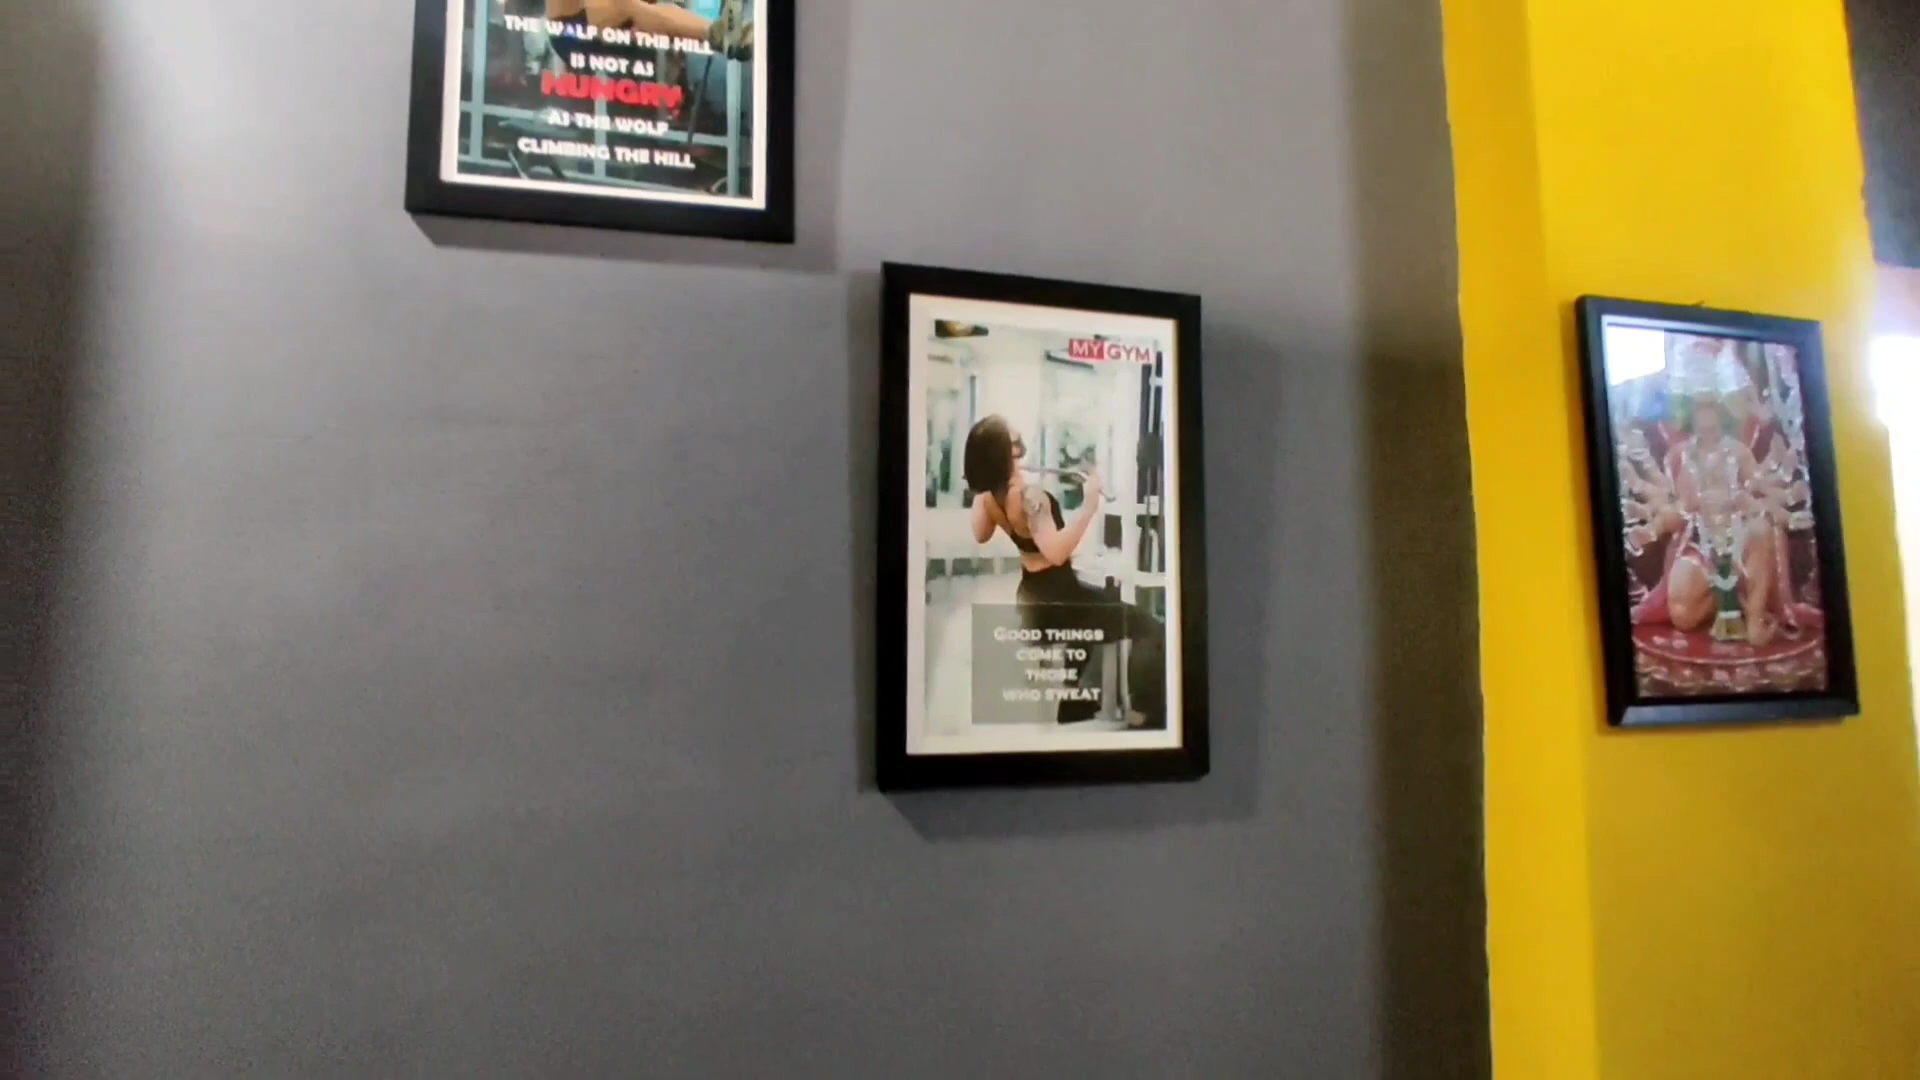 THE WALF ON THE HILL
IS NOT AS
HUNGRY
AS THE WOLF
CLIMBING THE HILL
MY GYM
GOOD THINGS
COME TO
THOSE
WHO SWEAT